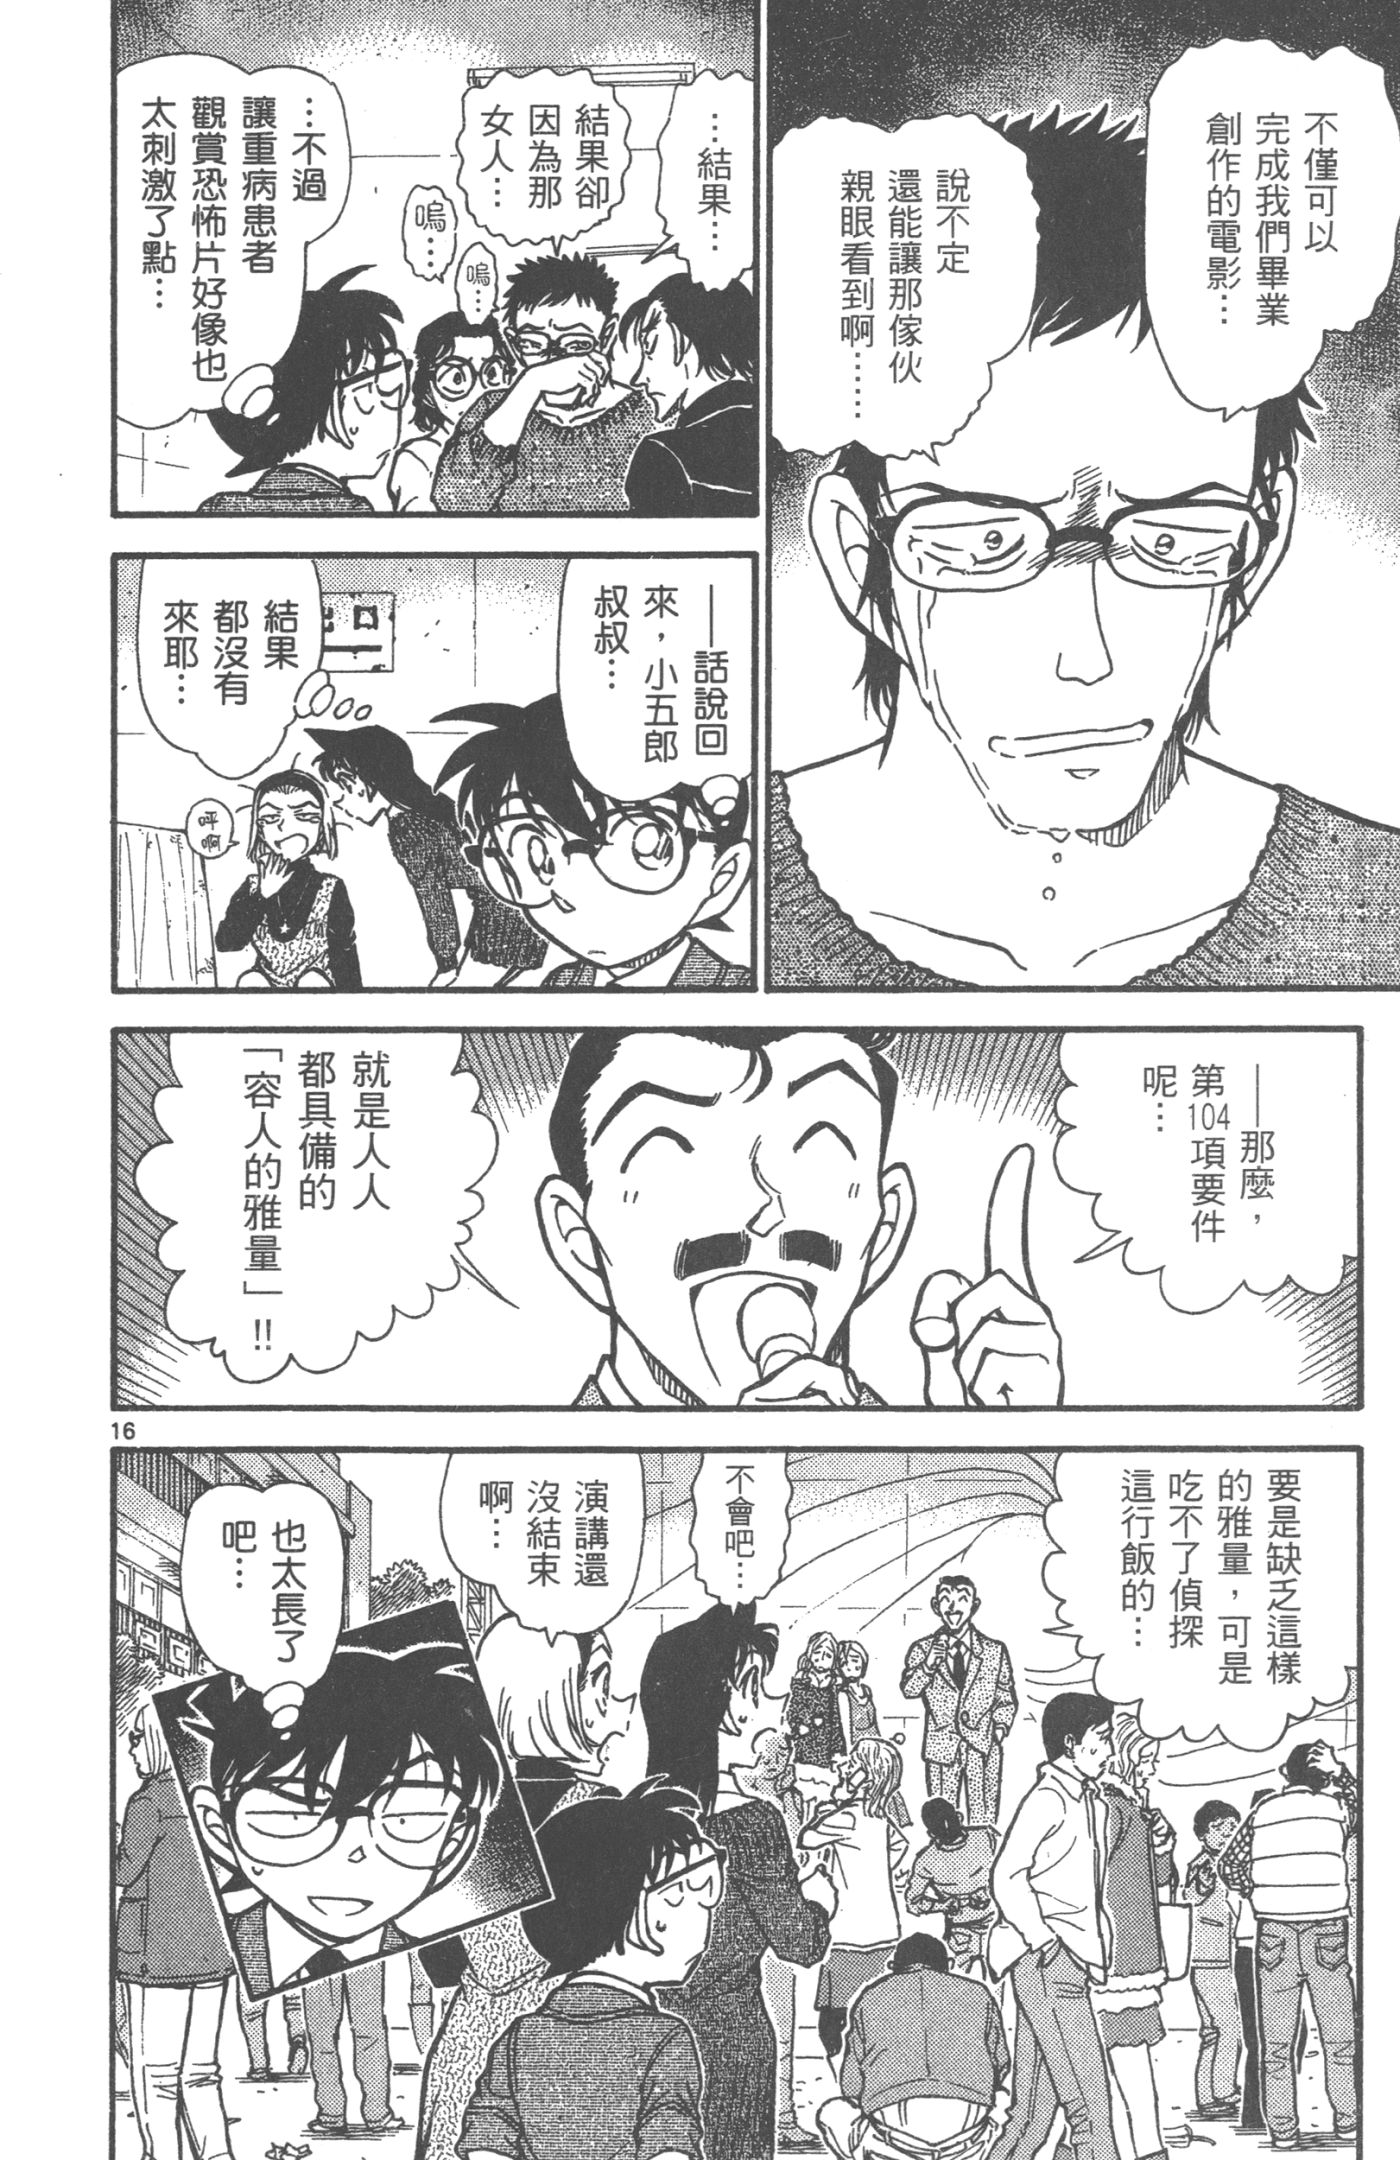 不僅可以
完成我們畢業
創作的電影…
說不定
還能讓那傢伙
親眼看到啊……
…結果…
結果卻
因為那
女人…
嗚…
嗚…
…不過
讓重病患者
觀賞恐怖片好像也
太刺激了點…
——話說回
來，小五郎
叔叔…
結果
都沒有
來耶…
出口
呼啊
——那麼，
第104項要件
呢…
就是人人
都具備的
「容人的雅量」!!
16
要是缺乏這樣
的雅量，可是
吃不了偵探
這行飯的…
不會吧…
演講還
沒結束
啊…
也太長了
吧…